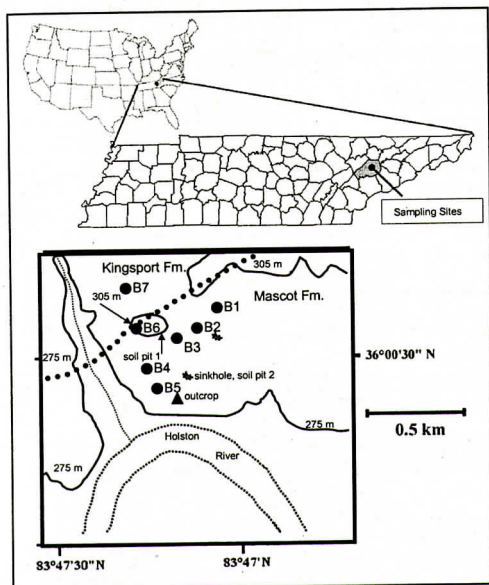 Sampling Sites
Kingsport Fm.
305 m
B7
Mascot Fm.
305 m
B1
B6
B2
B3
soil pit 1
275 m
36°00'30" N
B4
sinkhole, soil pit 2
B5
outcrop
0.5 km
275 m
Holston
River
275 m
83°47'30"
83°47'